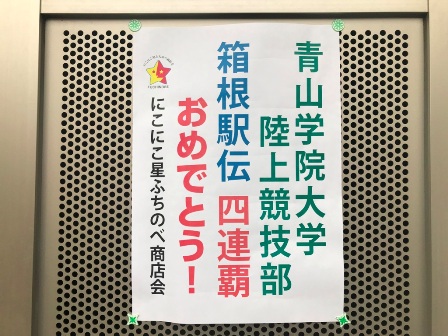 青山学院大学
陸上競技部
箱根駅伝 四連覇
おめでとう！
にこにこ星ふちのべ商店会